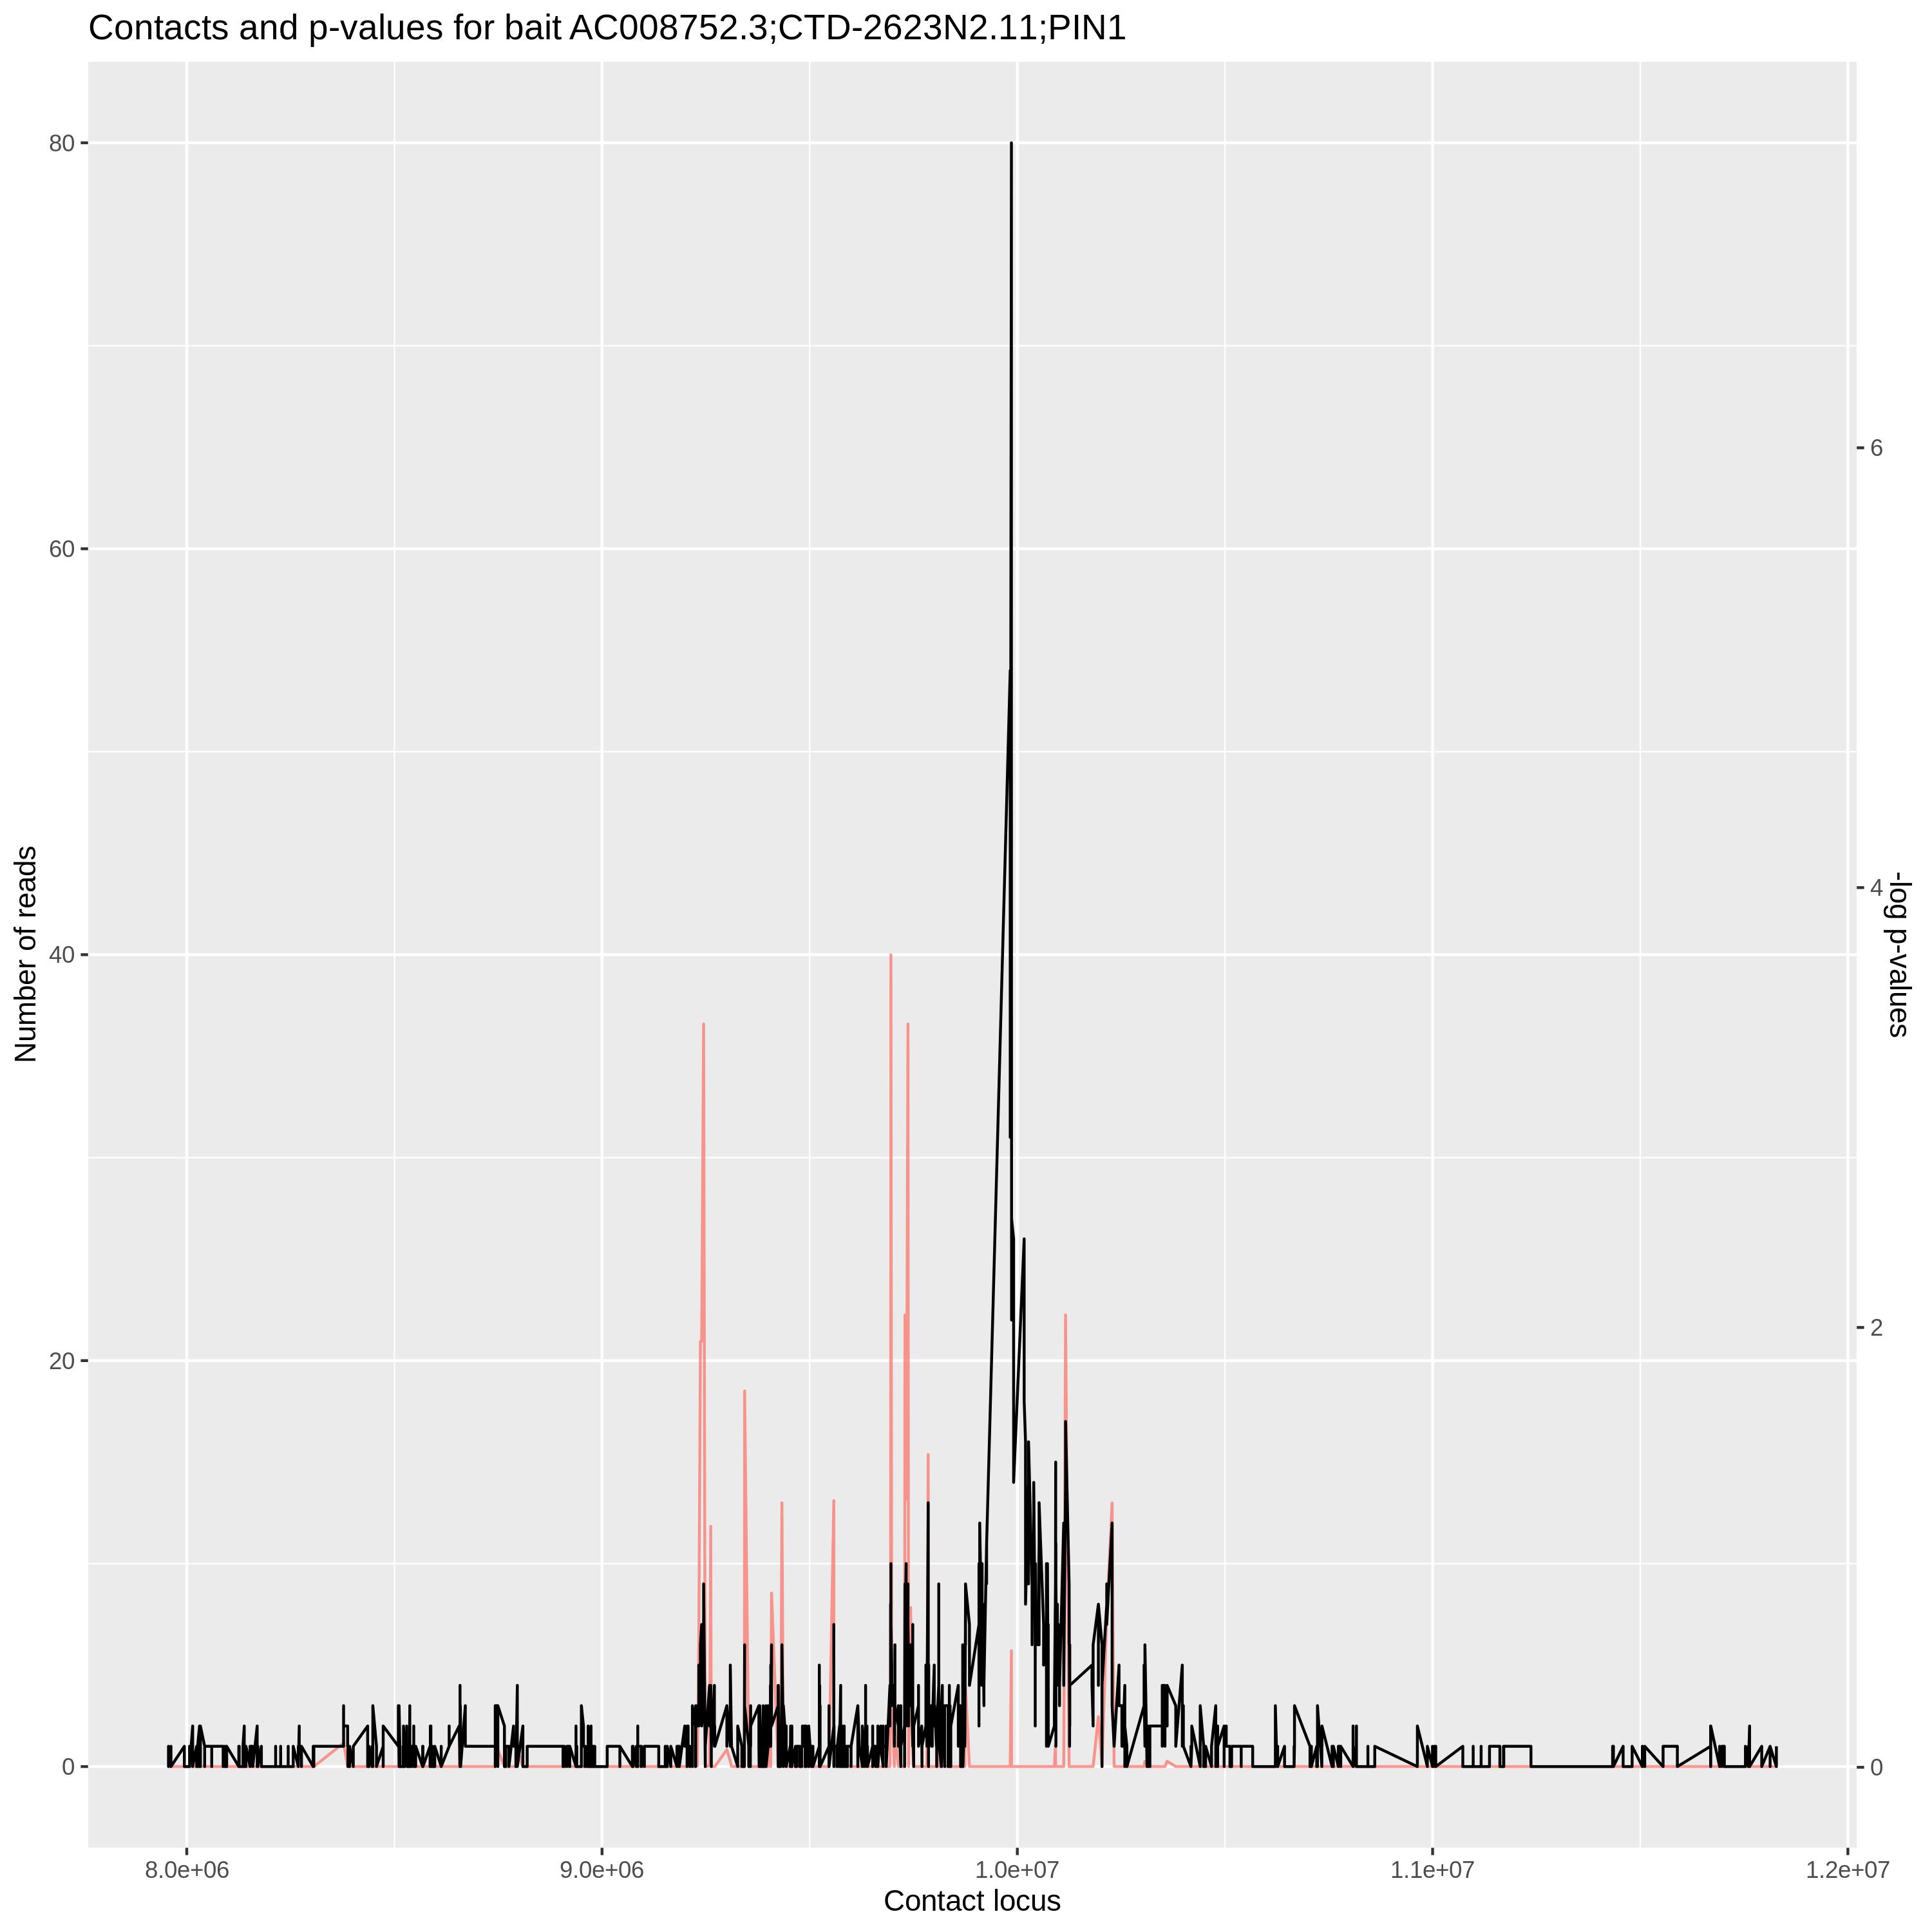 Contacts and p-values for bait AC008752.3;CTD-2623N2.11;PIN1
80
60
40
20
0
Number of reads
6
4
2
0
-log p-values
8.0e+06 9.0e+06 1.0e+07 1.1e+07 1.2e+07
Contact locus